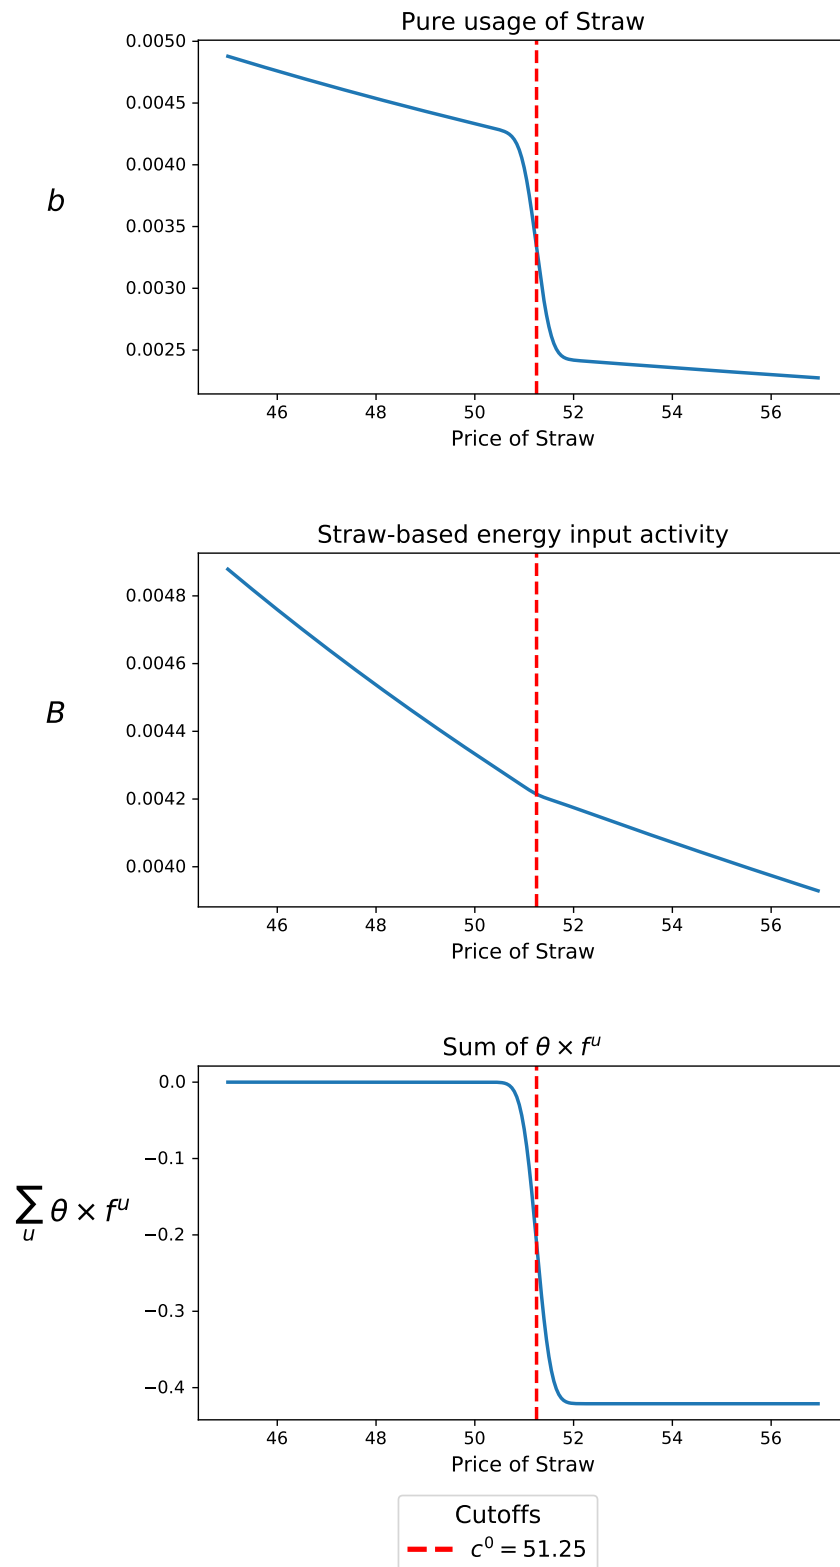 Pure usage of Straw
0.0050
0.0045
0.0040
0.0035
0.0030
0.0025
b
46 48 50 52 54 56
Price of Straw
Straw-based energy input activity
0.0048
0.0046
0.0044
0.0042
0.0040
B
46 48 50 52 54 56
Price of Straw
Sum of θ × fᵘ
0.0
−0.1
−0.2
−0.3
−0.4
∑ θ × fᵘ
u
46 48 50 52 54 56
Price of Straw
Cutoffs
c⁰ = 51.25